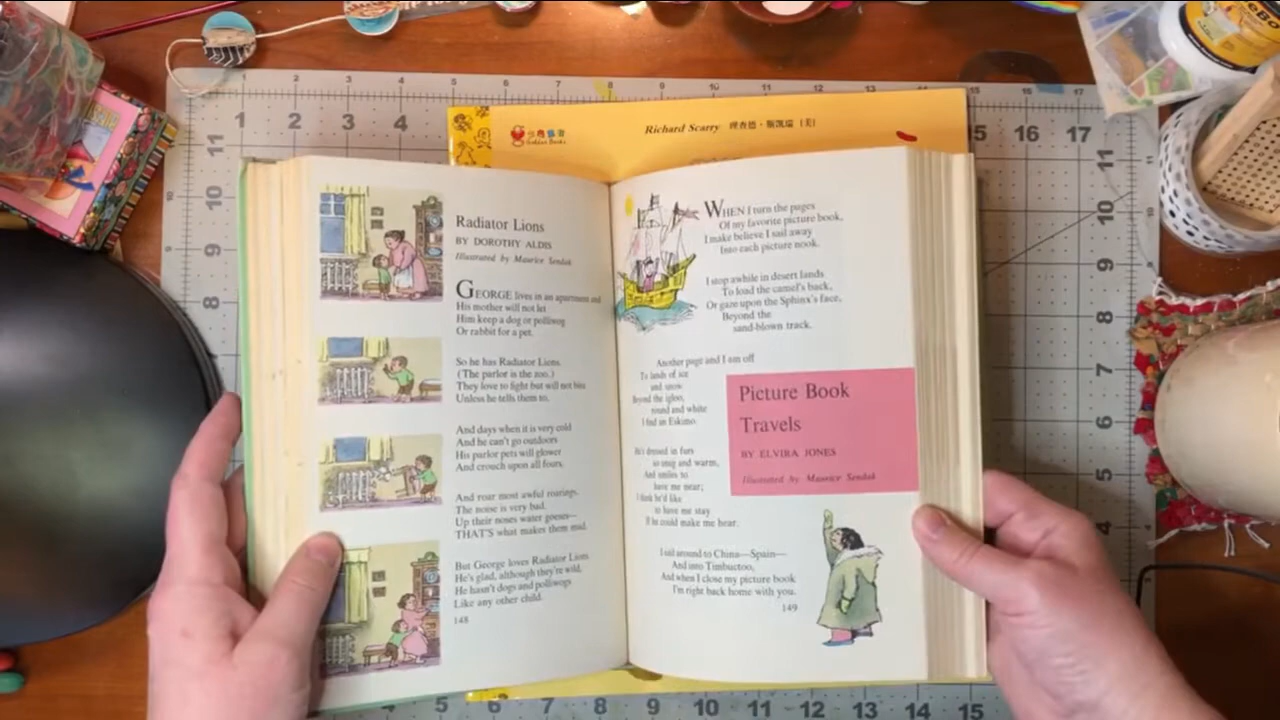 Richard Scarry 理查德·斯凯瑞 [美]
Golden Books
Radiator Lions
BY DOROTHY ALDIS
Illustrated by Maurice Sendak
GEORGE lives in an apartment and
His mother will not let
Him keep a dog or polliwog
Or rabbit for a pet.
So he has Radiator Lions.
(The parlor is the zoo.)
They love to fight but will not bite
Unless he tells them to.
And days when it is very cold
And he can't go outdoors
His parlor pets will glower
And crouch upon all fours.
And roar most awful roarings.
The noise is very bad.
Up their noses water goeses—
THAT'S what makes them mad.
But George loves Radiator Lions
He's glad, although they're wild,
He hasn't dogs and polliwogs
Like any other child.
148
WHEN I turn the pages
Of my favorite picture book,
I make believe I sail away
Into each picture nook.
I stop awhile in desert lands
To load the camel's back,
Or gaze upon the Sphinx's face,
Beyond the
sand-blown track.
Another page and I am off
To lands of ice
and snow
Beyond the igloo,
round and white
I find an Eskimo.
He's dressed in furs
so snug and warm,
And smiles to
have me near;
I think he'd like
to have me stay
If he could make me hear.
Picture Book
Travels
BY ELVIRA JONES
Illustrated by Maurice Sendak
I sail around to China—Spain—
And into Timbuctoo,
And when I close my picture book
I'm right back home with you.
149